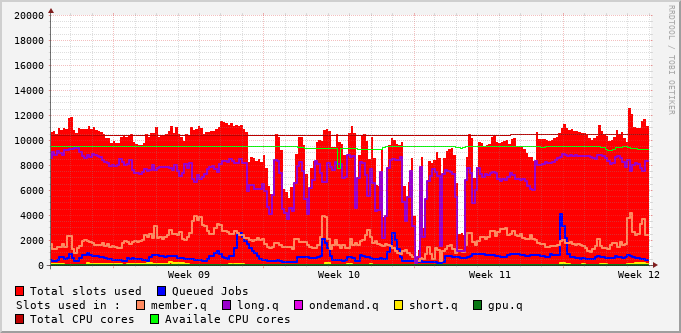 20000
18000
16000
14000
12000
10000
8000
6000
4000
2000
0
Week 09 Week 10 Week 11 Week 12
Total slots used Queued Jobs
Slots used in : member.q long.q ondemand.q short.q gpu.q
Total CPU cores Availale CPU cores
RRDTOOL / TOBI OETIKER